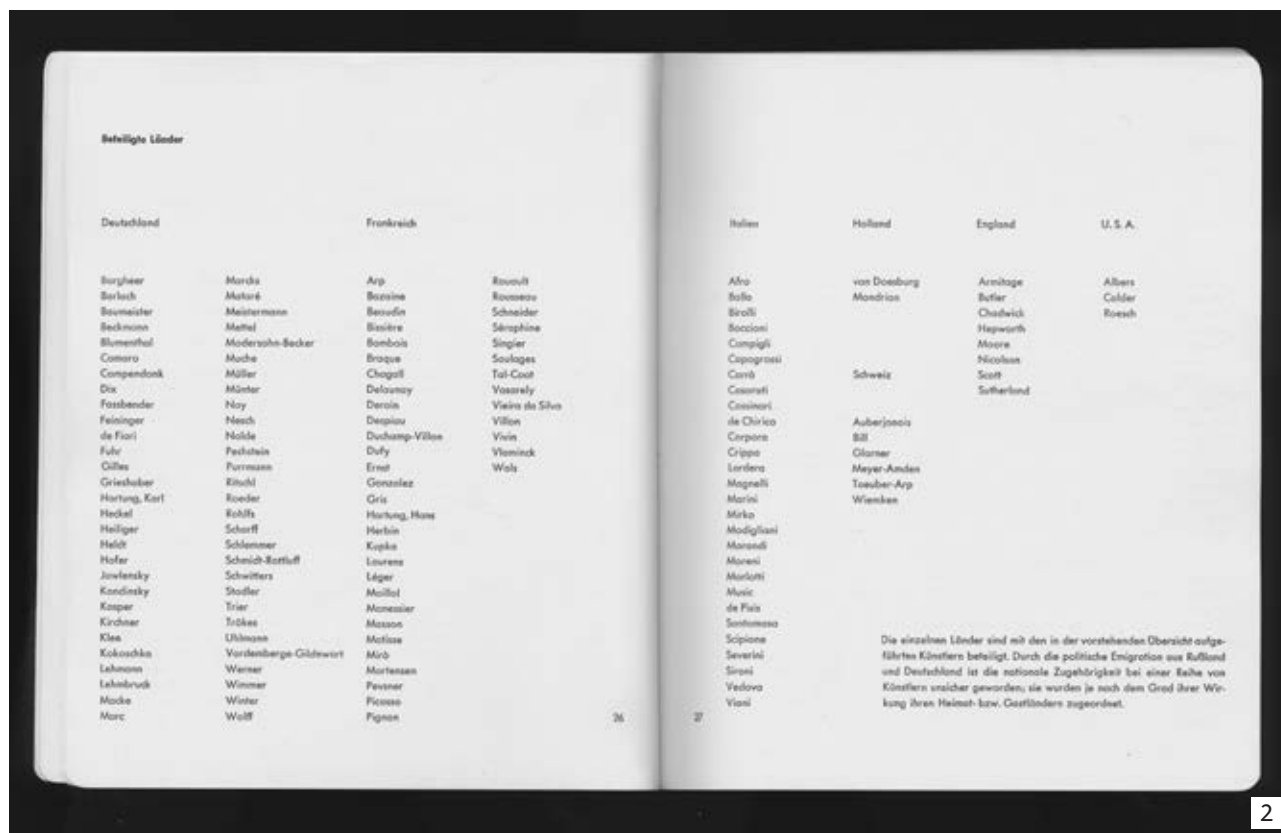 Beteiligte Länder
Deutschland
Borgheer
Barlach
Baumeister
Beckmann
Blumenthal
Camaro
Campendonk
Dix
Fassbender
Feininger
de Fiori
Fuhr
Gilles
Grieshaber
Hartung, Karl
Heckel
Heiliger
Heldt
Hofer
Jawlensky
Kandinsky
Kasper
Kirchner
Klee
Kokoschka
Lehmann
Lehmbruck
Macke
Marc
Marcks
Mataré
Meistermann
Mettel
Modersohn-Becker
Muche
Müller
Münter
Nay
Nesch
Nolde
Pechstein
Purrmann
Ritschl
Roeder
Rohlfs
Scharff
Schlemmer
Schmidt-Rottluff
Schwitters
Stadler
Trier
Trökes
Uhlmann
Vordemberge-Gildewart
Werner
Wimmer
Winter
Wolff
Frankreich
Arp
Bazaine
Beaudin
Bissière
Bombois
Braque
Chagall
Delaunay
Derain
Despiau
Duchamp-Villon
Dufy
Ernst
Gonzalez
Gris
Hartung, Hans
Herbin
Kupka
Laurens
Léger
Maillol
Manessier
Masson
Matisse
Miró
Mortensen
Pevsner
Picasso
Pignon
Rouault
Rousseau
Schneider
Séraphine
Singier
Soulages
Tal-Coat
Vasarely
Vieira da Silva
Villon
Vivin
Vlaminck
Wols
26
Italien
Afro
Balla
Birolli
Boccioni
Campigli
Capogrossi
Carrà
Casorati
Cassinari
de Chirico
Corpora
Crippa
Lardera
Magnelli
Marini
Mirko
Modigliani
Morandi
Moreni
Morlotti
Music
de Pisis
Santomaso
Scipione
Severini
Sironi
Vedova
Viani
Holland
van Doesburg
Mondrian
Schweiz
Auberjonois
Bill
Glarner
Meyer-Amden
Taeuber-Arp
Wiemken
England
Armitage
Butler
Chadwick
Hepworth
Moore
Nicolson
Scott
Sutherland
U. S. A.
Albers
Calder
Roesch
Die einzelnen Länder sind mit den in der vorstehenden Übersicht aufge-
führten Künstlern beteiligt. Durch die politische Emigration aus Rußland
und Deutschland ist die nationale Zugehörigkeit bei einer Reihe von
Künstlern unsicher geworden; sie wurden je nach dem Grad ihrer Wir-
kung ihren Heimat- bzw. Gastländern zugeordnet.
27
2